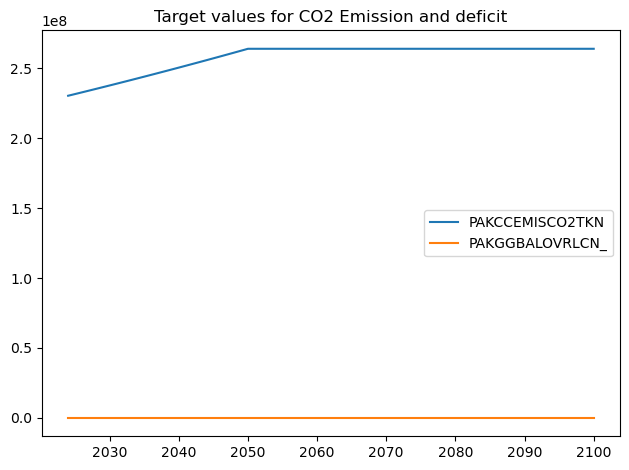 Target values for CO2 Emission and deficit
1e8
2.5
2.0
1.5
1.0
0.5
0.0
PAKCCEMISCO2TKN
PAKGGBALOVRLCN_
2030 2040 2050 2060 2070 2080 2090 2100